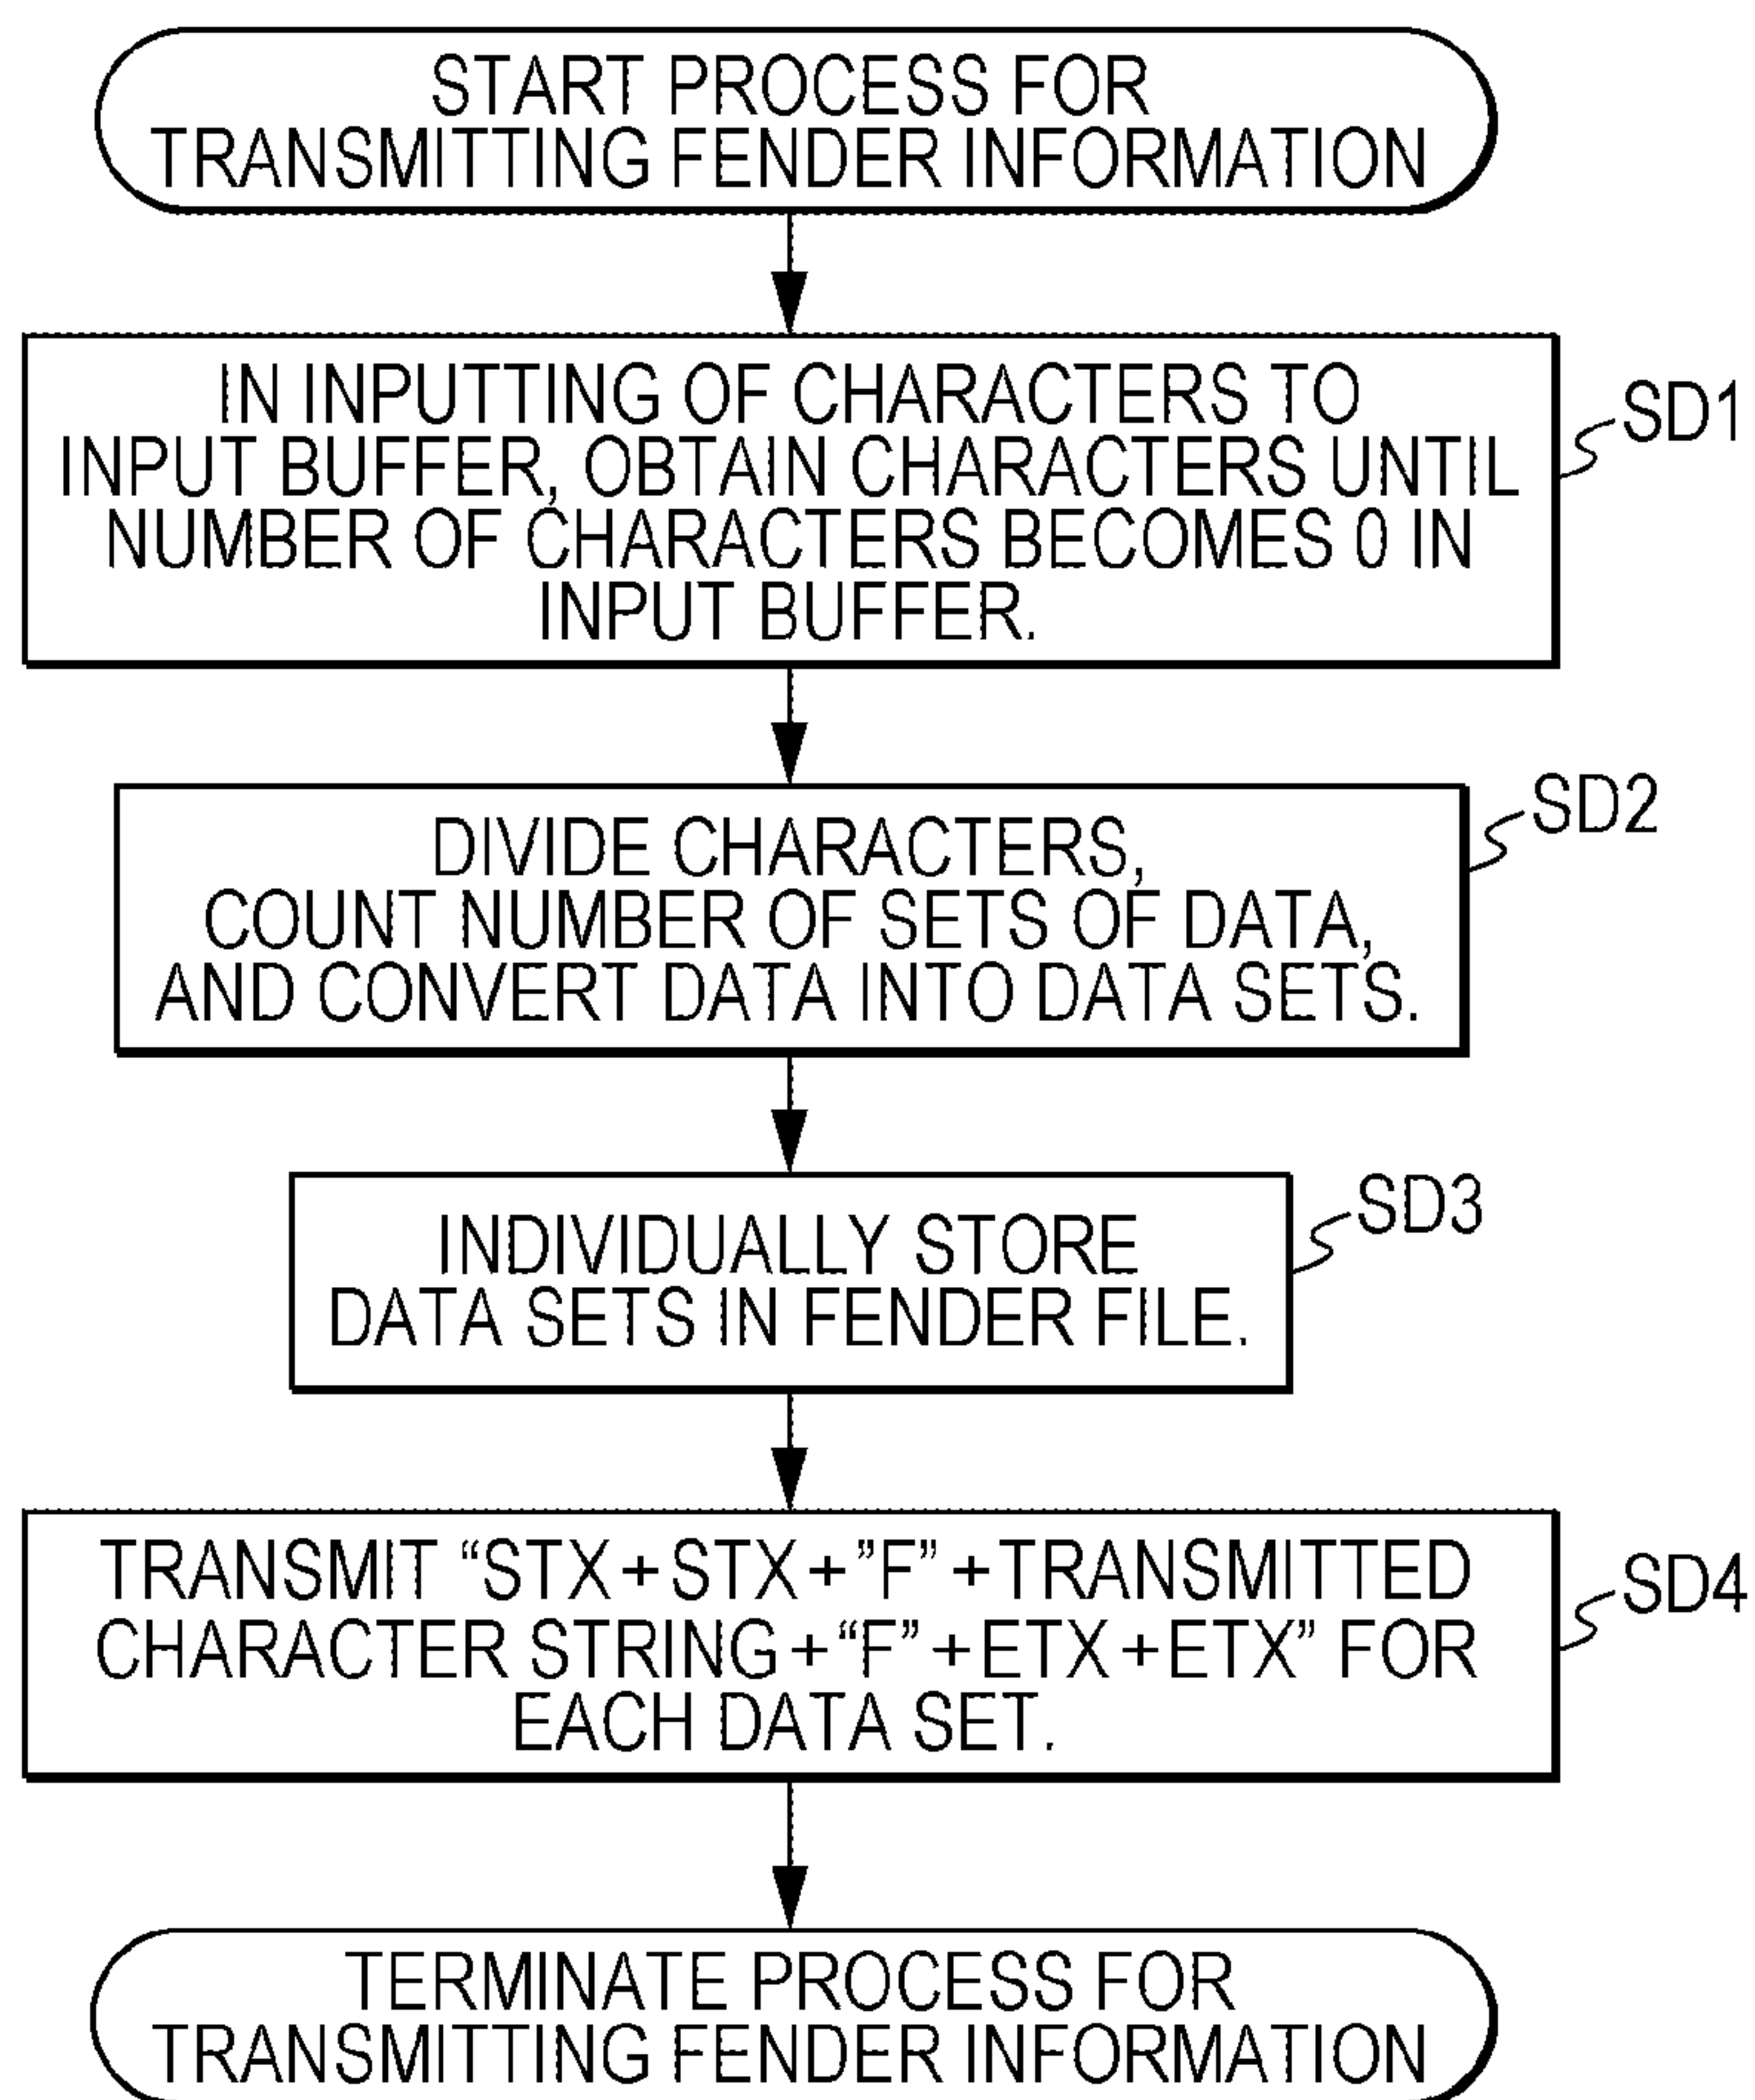 START PROCESS FOR
TRANSMITTING FENDER INFORMATION
IN INPUTTING OF CHARACTERS TO
INPUT BUFFER, OBTAIN CHARACTERS UNTIL
NUMBER OF CHARACTERS BECOMES 0 IN
INPUT BUFFER.
SD1
DIVIDE CHARACTERS,
COUNT NUMBER OF SETS OF DATA,
AND CONVERT DATA INTO DATA SETS.
SD2
INDIVIDUALLY STORE
DATA SETS IN FENDER FILE.
SD3
TRANSMIT “STX+STX+”F”+TRANSMITTED
CHARACTER STRING+“F”+ETX+ETX” FOR
EACH DATA SET.
SD4
TERMINATE PROCESS FOR
TRANSMITTING FENDER INFORMATION